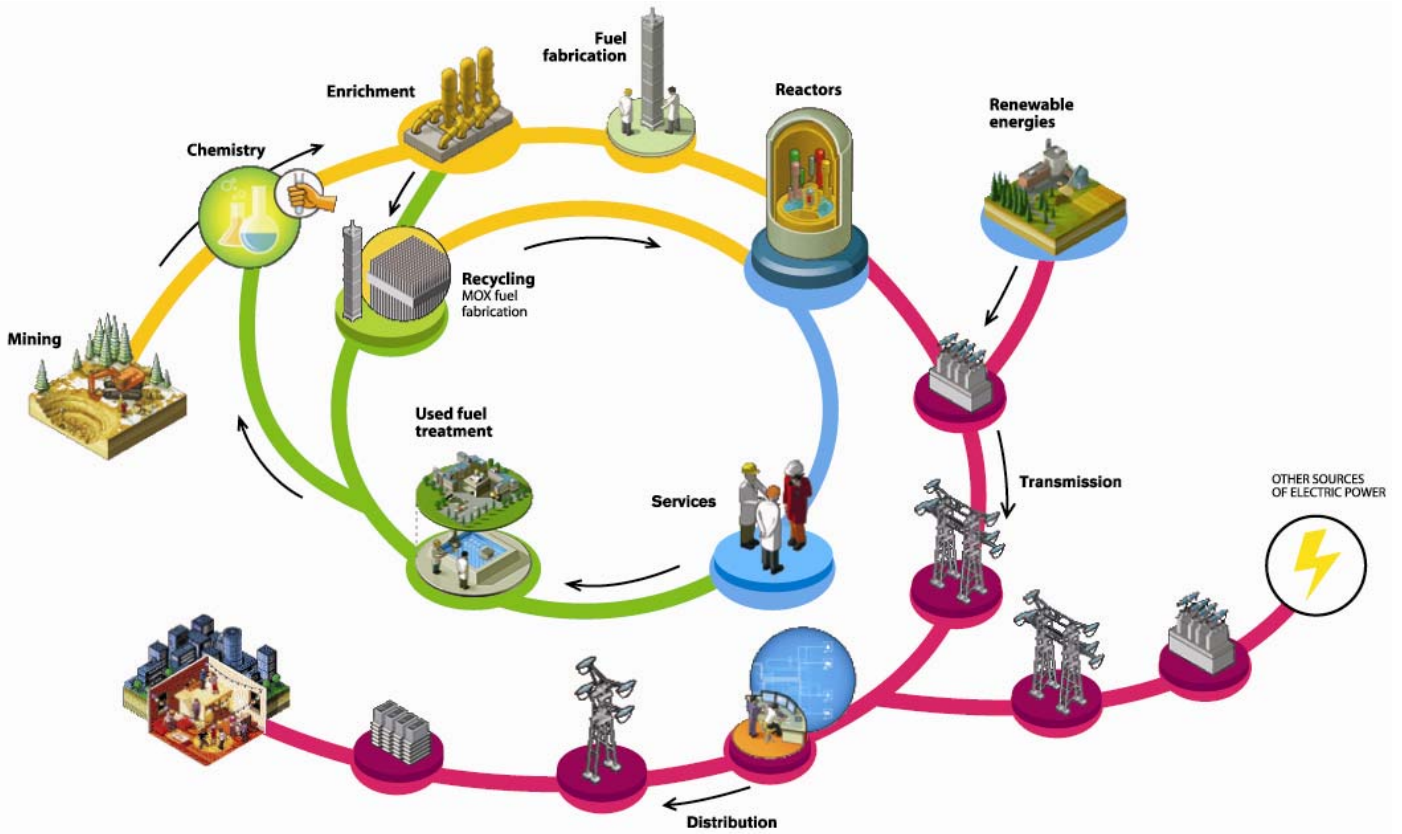 Fuel
fabrication
Enrichment
Reactors
Renewable
energies
Chemistry
Recycling
MOX fuel
fabrication
Mining
Used fuel
treatment
Services
Transmission
OTHER SOURCES
OF ELECTRIC POWER
Distribution